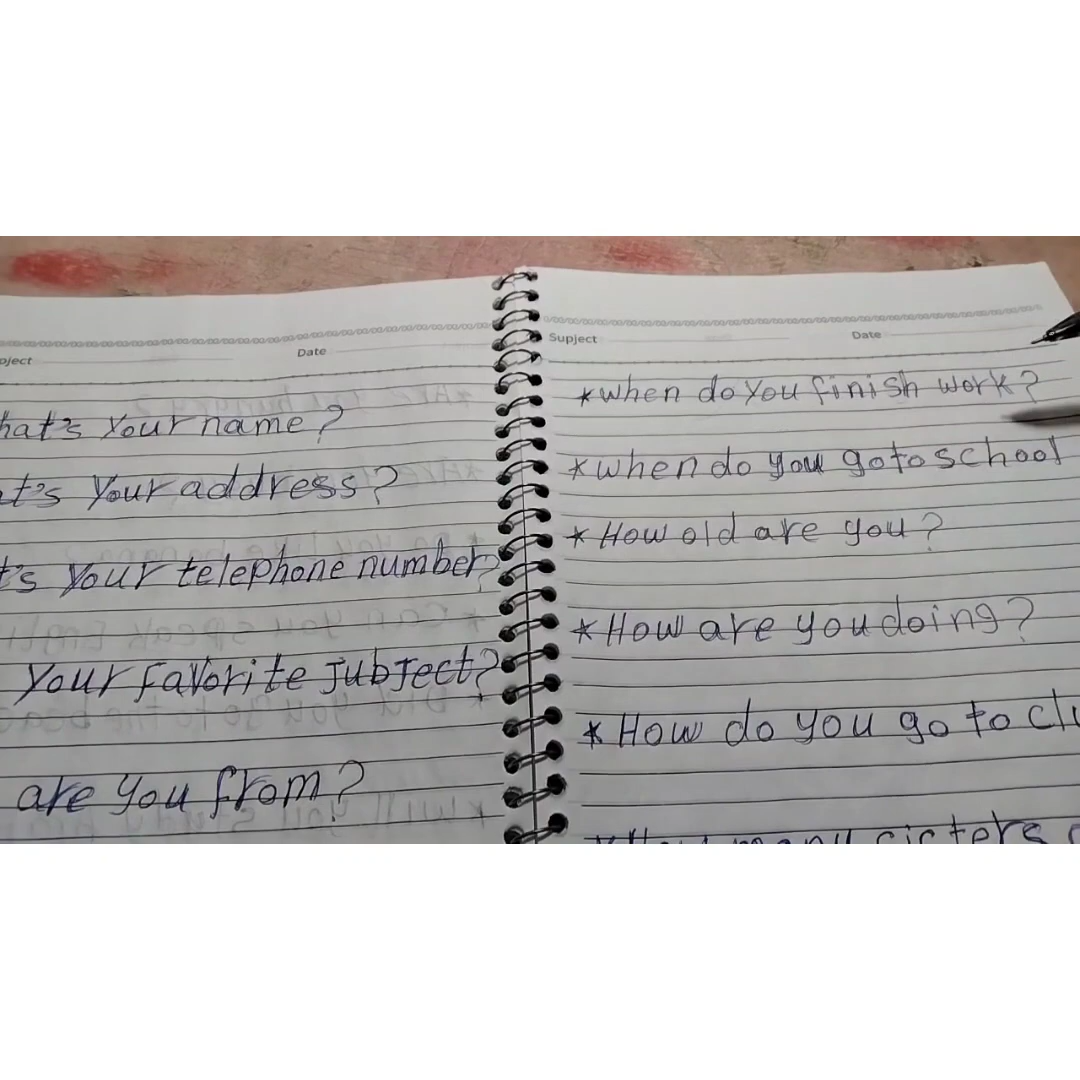 Date
hat's your name?
t's your address?
t's your telephone number?
your favorite subject?
are you from?
Supject
Date
*when do you finish work?
*when do you go to school
*How old are you?
*How are you doing?
*How do you go to
many